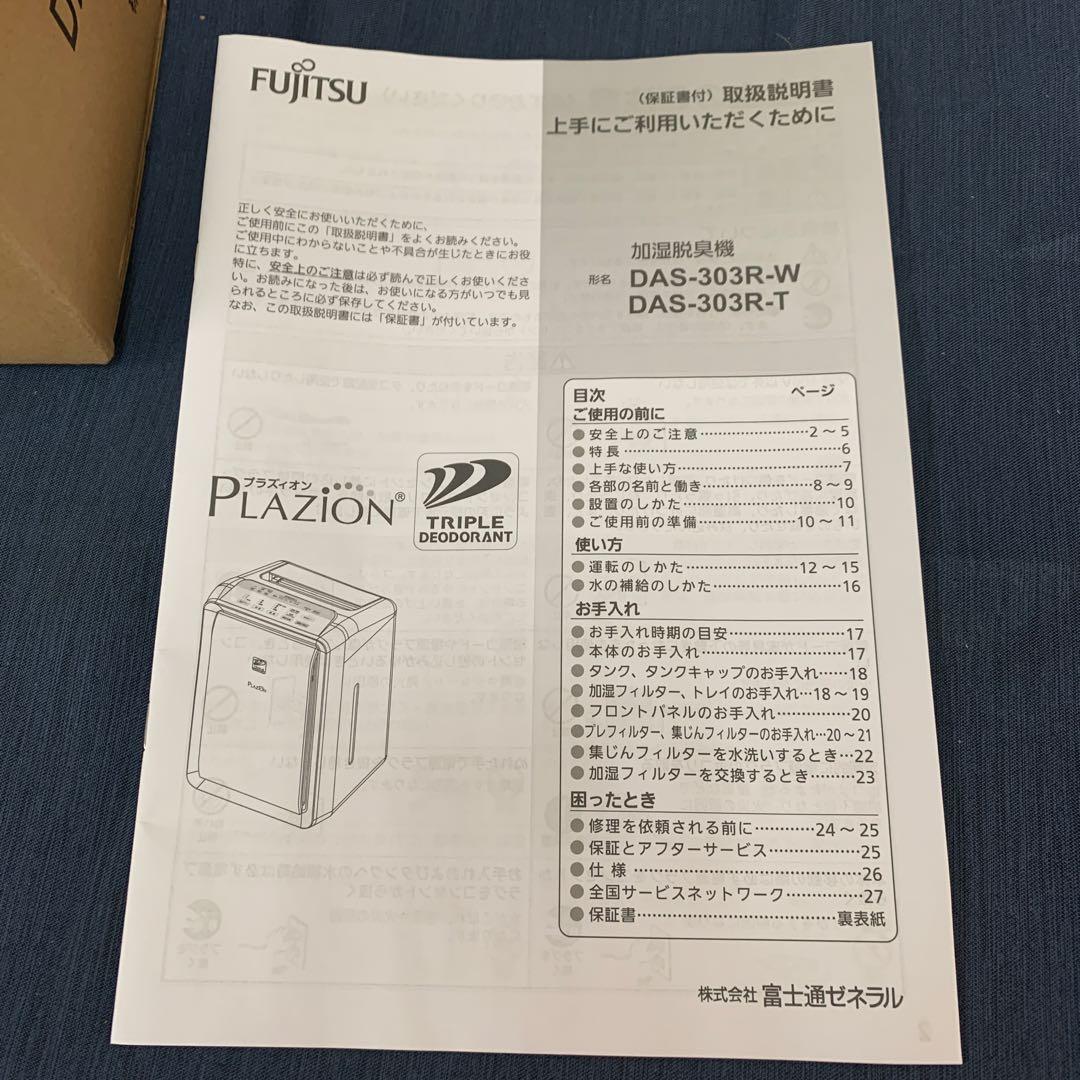 FUJITSU
（保証書付）取扱説明書
上手にご利用いただくために
正しく安全にお使いいただくために、
ご使用前にこの「取扱説明書」をよくお読みください。
ご使用中にわからないことや不具合が生じたときにお役
に立ちます。
特に、安全上のご注意は必ず読んで正しくお使いくださ
い。お読みになった後は、お使いになる方がいつでも見
られるところに必ず保存してください。
なお、この取扱説明書には「保証書」が付いています。
加湿脱臭機
形名 DAS-303R-W
DAS-303R-T
プラズィオン
PLAZION®
TRIPLE
DEODORANT
PLAZION
目次 ページ
ご使用の前に
●安全上のご注意……………………2～5
●特長……………………………………6
●上手な使い方…………………………7
●各部の名前と働き…………………8～9
●設置のしかた………………………10
●ご使用前の準備………………10～11
使い方
●運転のしかた…………………12～15
●水の補給のしかた…………………16
お手入れ
●お手入れ時期の目安………………17
●本体のお手入れ……………………17
●タンク、タンクキャップのお手入れ……18
●加湿フィルター、トレイのお手入れ…18～19
●フロントパネルのお手入れ……………20
●プレフィルター、集じんフィルターのお手入れ…20～21
●集じんフィルターを水洗いするとき…22
●加湿フィルターを交換するとき………23
困ったとき
●修理を依頼される前に…………24～25
●保証とアフターサービス………………25
●仕様……………………………………26
●全国サービスネットワーク……………27
●保証書………………………………裏表紙
株式会社 富士通ゼネラル